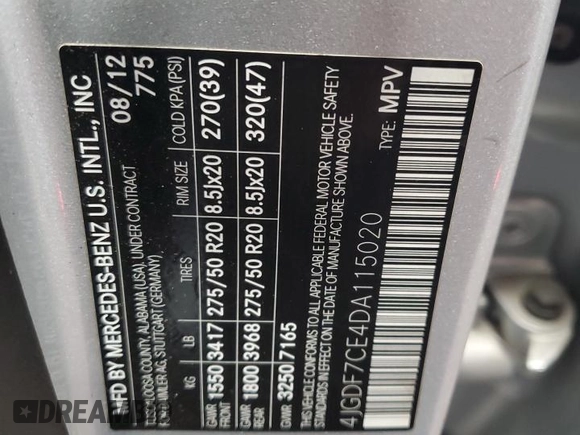 MFD BY MERCEDES-BENZ U.S. INTL., INC
TUSCALOOSA COUNTY, ALABAMA (USA), UNDER CONTRACT
TO DAIMLER AG, STUTTGART (GERMANY)
08/12
775
KG LB TIRES RIM SIZE COLD KPA (PSI)
GAWR FRONT 1550 3417 275/50 R20 8.5Jx20 270(39)
GAWR REAR 1800 3968 275/50 R20 8.5Jx20 320(47)
GVWR 3250 7165
THIS VEHICLE CONFORMS TO ALL APPLICABLE FEDERAL MOTOR VEHICLE SAFETY
STANDARDS IN EFFECT ON THE DATE OF MANUFACTURE SHOWN ABOVE.
4JGDF7CE4DA115020 TYPE: MPV
DREAM